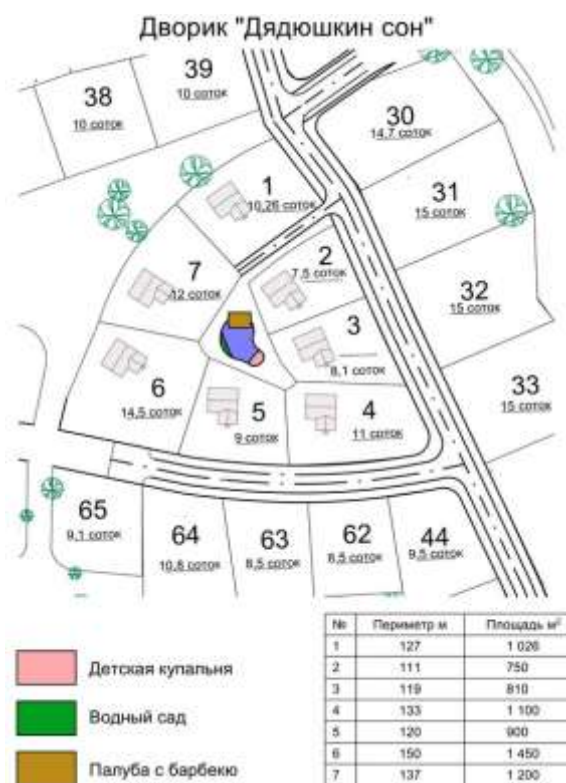 Дворик "Дядюшкин сон"
39
10 соток
38
10 соток
30
14,7 соток
1
10,26 соток
31
15 соток
2
7,5 соток
7
12 соток
32
15 соток
3
8,1 соток
6
14,5 соток
5
9 соток
4
11 соток
33
15 соток
65
9,1 соток
64
10,8 соток
63
8,5 соток
62
8,5 соток
44
9,5 соток
Детская купальня
Водный сад
Палуба с барбекю
№ Периметр м Площадь м²
1 127 1 026
2 111 750
3 119 810
4 133 1 100
5 120 900
6 150 1 450
7 137 1 200